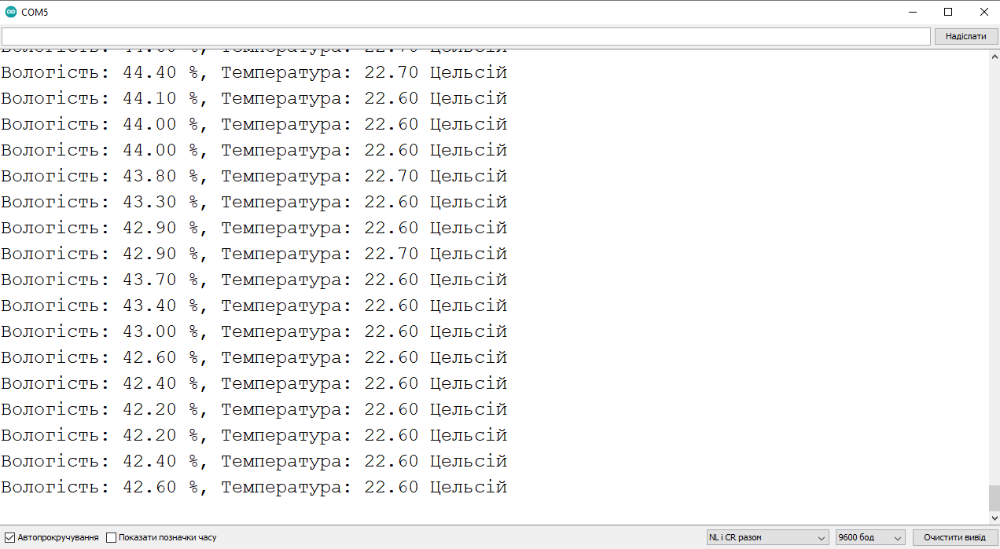 COM5
Надіслати
Вологість: 44.40 %, Температура: 22.70 Цельсій
Вологість: 44.10 %, Температура: 22.60 Цельсій
Вологість: 44.00 %, Температура: 22.60 Цельсій
Вологість: 44.00 %, Температура: 22.60 Цельсій
Вологість: 43.80 %, Температура: 22.70 Цельсій
Вологість: 43.30 %, Температура: 22.60 Цельсій
Вологість: 42.90 %, Температура: 22.60 Цельсій
Вологість: 42.90 %, Температура: 22.70 Цельсій
Вологість: 43.70 %, Температура: 22.60 Цельсій
Вологість: 43.40 %, Температура: 22.60 Цельсій
Вологість: 43.00 %, Температура: 22.60 Цельсій
Вологість: 42.60 %, Температура: 22.60 Цельсій
Вологість: 42.40 %, Температура: 22.60 Цельсій
Вологість: 42.20 %, Температура: 22.60 Цельсій
Вологість: 42.20 %, Температура: 22.60 Цельсій
Вологість: 42.40 %, Температура: 22.60 Цельсій
Вологість: 42.60 %, Температура: 22.60 Цельсій
Автопрокручування Показати позначки часу NL і CR разом 9600 бод Очистити вивід